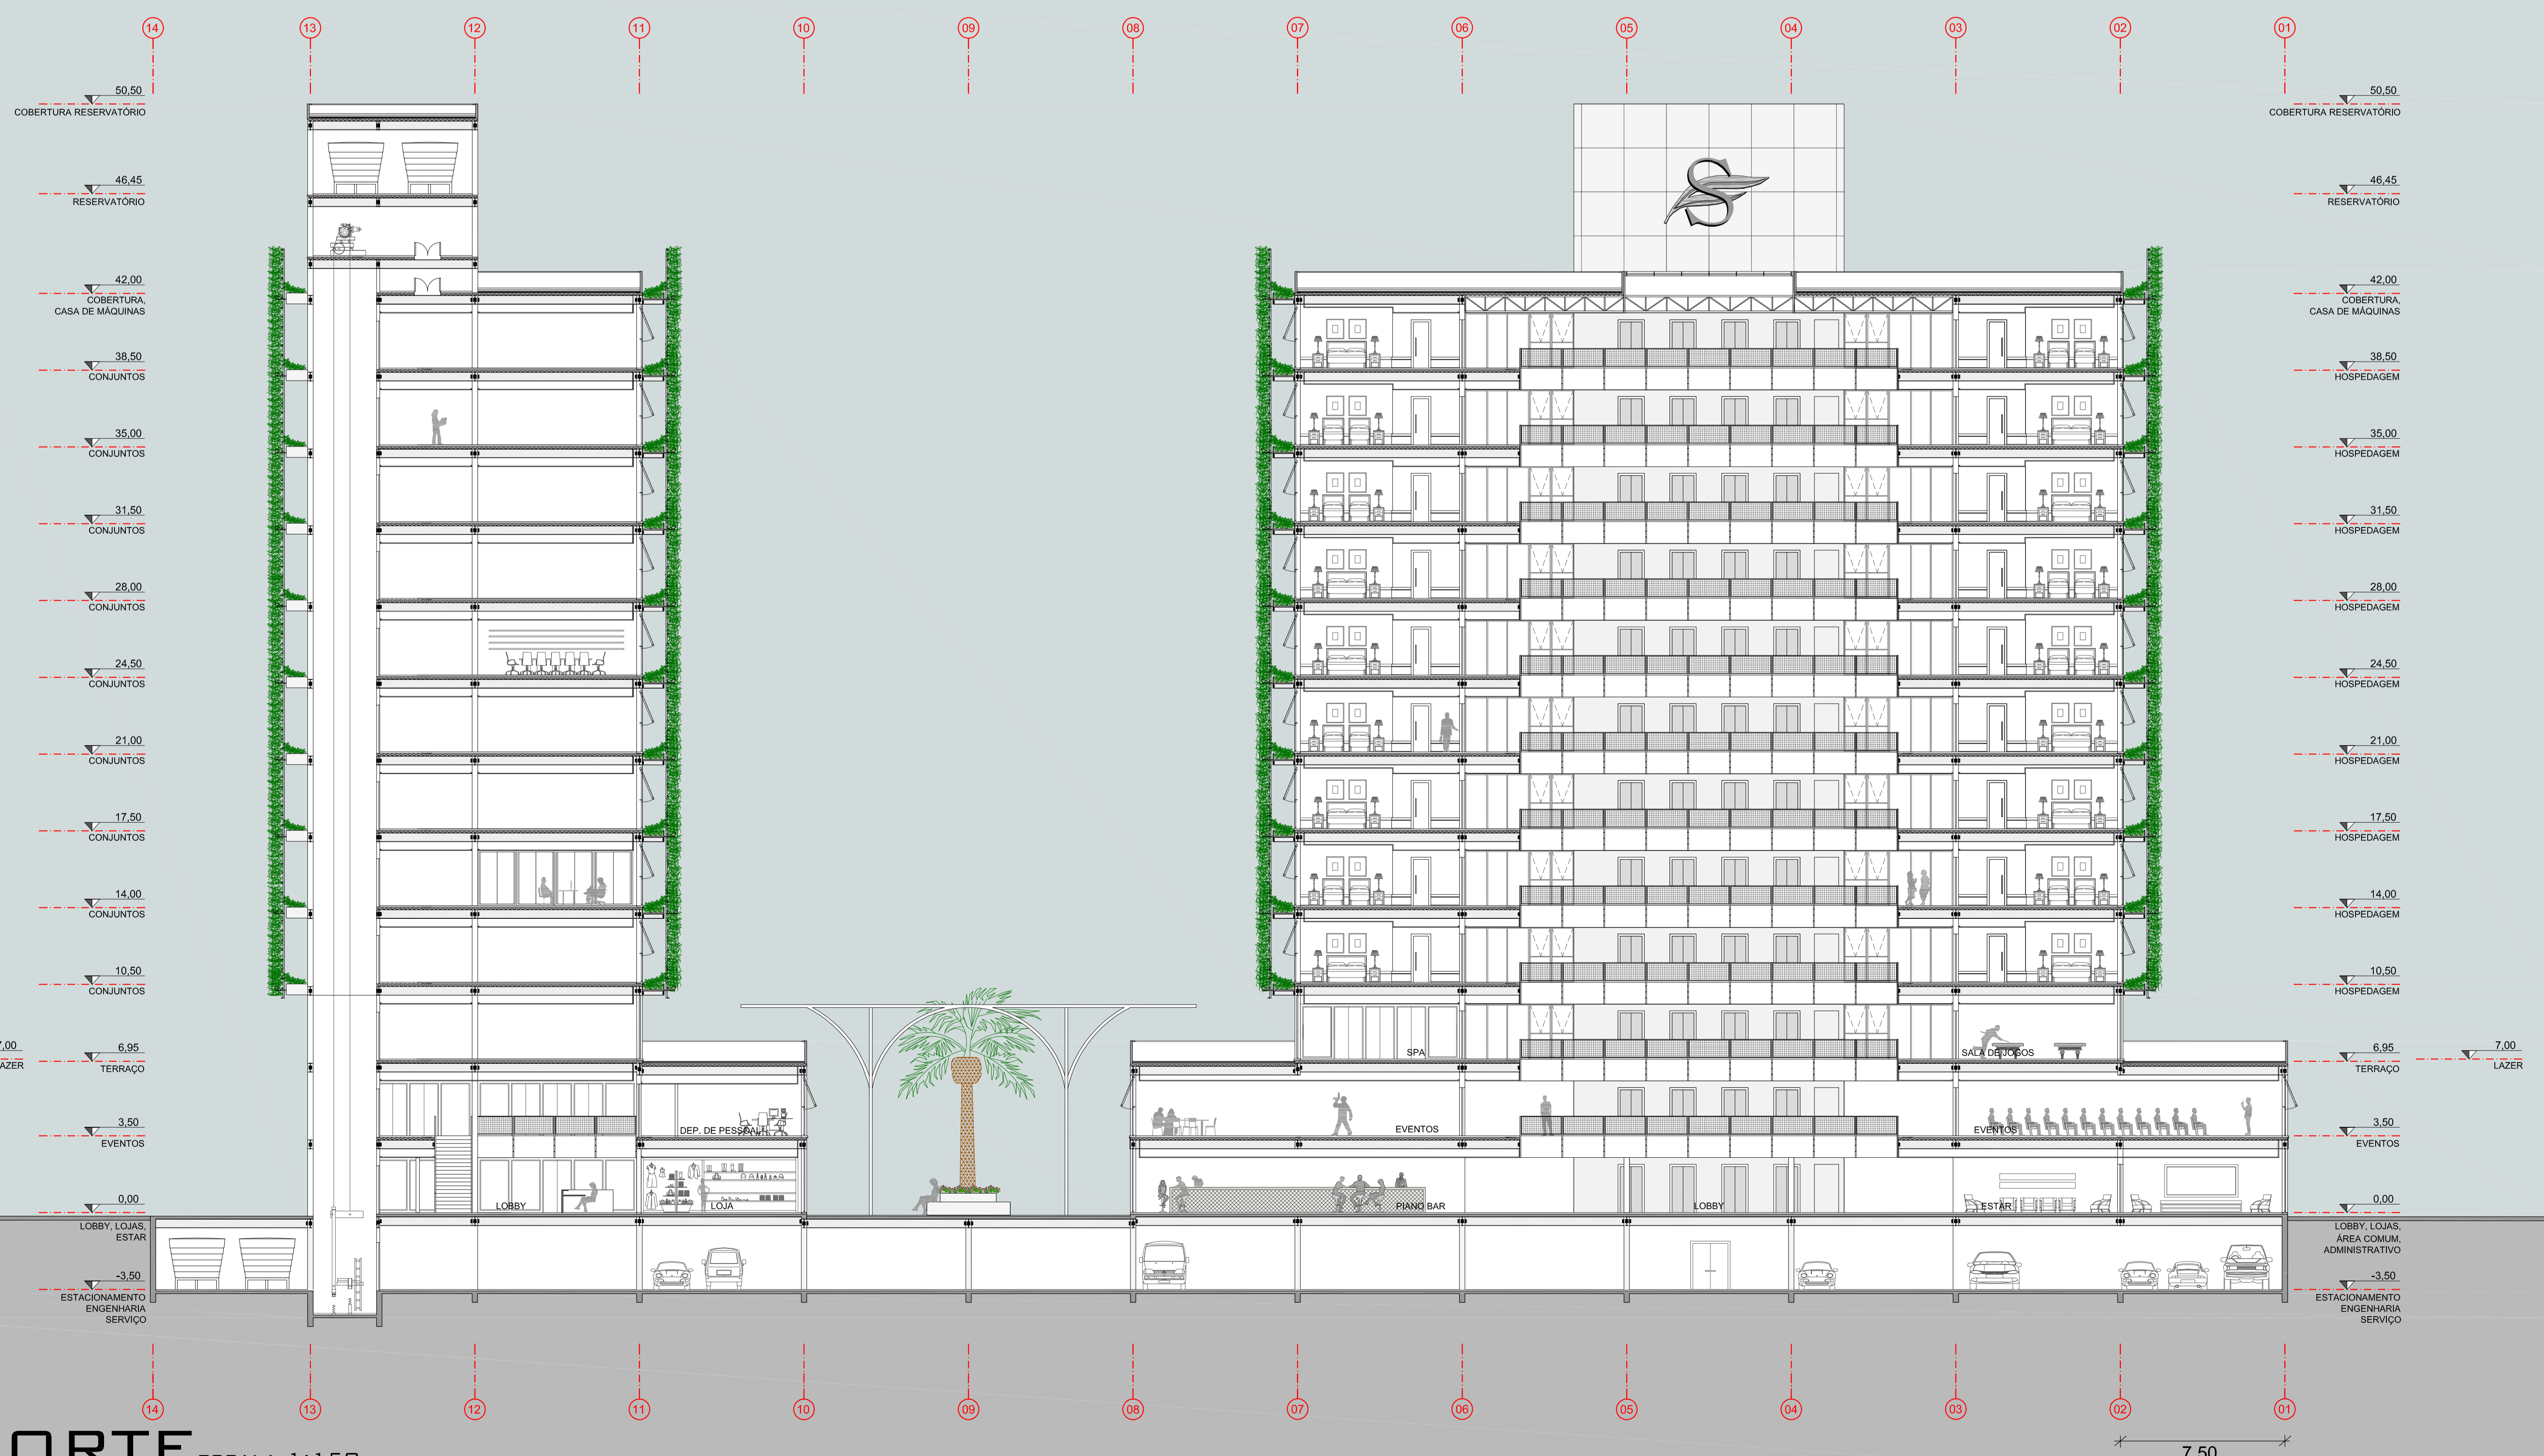 14 13 12 11 10 09 08 07 06 05 04 03 02 01
50,50
COBERTURA RESERVATÓRIO
46,45
RESERVATÓRIO
42,00
COBERTURA,
CASA DE MÁQUINAS
38,50
CONJUNTOS
35,00
CONJUNTOS
31,50
CONJUNTOS
28,00
CONJUNTOS
24,50
CONJUNTOS
21,00
CONJUNTOS
17,50
CONJUNTOS
14,00
CONJUNTOS
10,50
CONJUNTOS
7,00
AZER
6,95
TERRAÇO
3,50
EVENTOS
0,00
LOBBY, LOJAS,
ESTAR
-3,50
ESTACIONAMENTO
ENGENHARIA
SERVIÇO
S
SPA
SALA DE JOGOS
DEP. DE PESSOAL
EVENTOS
EVENTOS
LOBBY
LOJA
PIANO BAR
LOBBY
ESTAR
50,50
COBERTURA RESERVATÓRIO
46,45
RESERVATÓRIO
42,00
COBERTURA,
CASA DE MÁQUINAS
38,50
HOSPEDAGEM
35,00
HOSPEDAGEM
31,50
HOSPEDAGEM
28,00
HOSPEDAGEM
24,50
HOSPEDAGEM
21,00
HOSPEDAGEM
17,50
HOSPEDAGEM
14,00
HOSPEDAGEM
10,50
HOSPEDAGEM
6,95
TERRAÇO
7,00
LAZER
3,50
EVENTOS
0,00
LOBBY, LOJAS,
ÁREA COMUM,
ADMINISTRATIVO
-3,50
ESTACIONAMENTO
ENGENHARIA
SERVIÇO
14 13 12 11 10 09 08 07 06 05 04 03 02 01
ORTE ESCALA 1:150
7,50